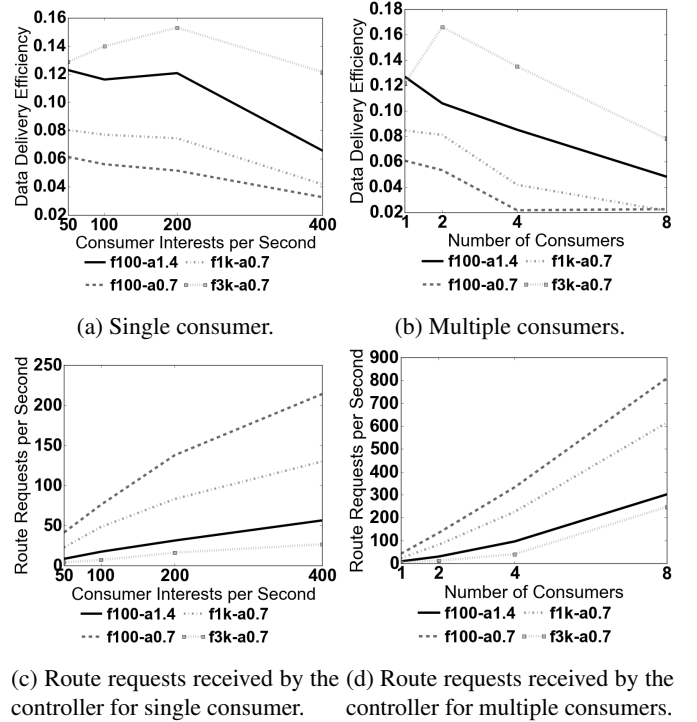 0.16
0.14
0.12
0.10
0.08
0.06
0.04
0.02
Data Delivery Efficiency
50 100 200 400
Consumer Interests per Second
f100-a1.4 f1k-a0.7
f100-a0.7 f3k-a0.7
(a) Single consumer.
0.18
0.16
0.14
0.12
0.10
0.08
0.06
0.04
0.02
Data Delivery Efficiency
1 2 4 8
Number of Consumers
f100-a1.4 f1k-a0.7
f100-a0.7 f3k-a0.7
(b) Multiple consumers.
250
200
150
100
50
0
Route Requests per Second
50 100 200 400
Consumer Interests per Second
f100-a1.4 f1k-a0.7
f100-a0.7 f3k-a0.7
(c) Route requests received by the
controller for single consumer.
900
800
700
600
500
400
300
200
100
0
Route Requests per Second
1 2 4 8
Number of Consumers
f100-a1.4 f1k-a0.7
f100-a0.7 f3k-a0.7
(d) Route requests received by the
controller for multiple consumers.